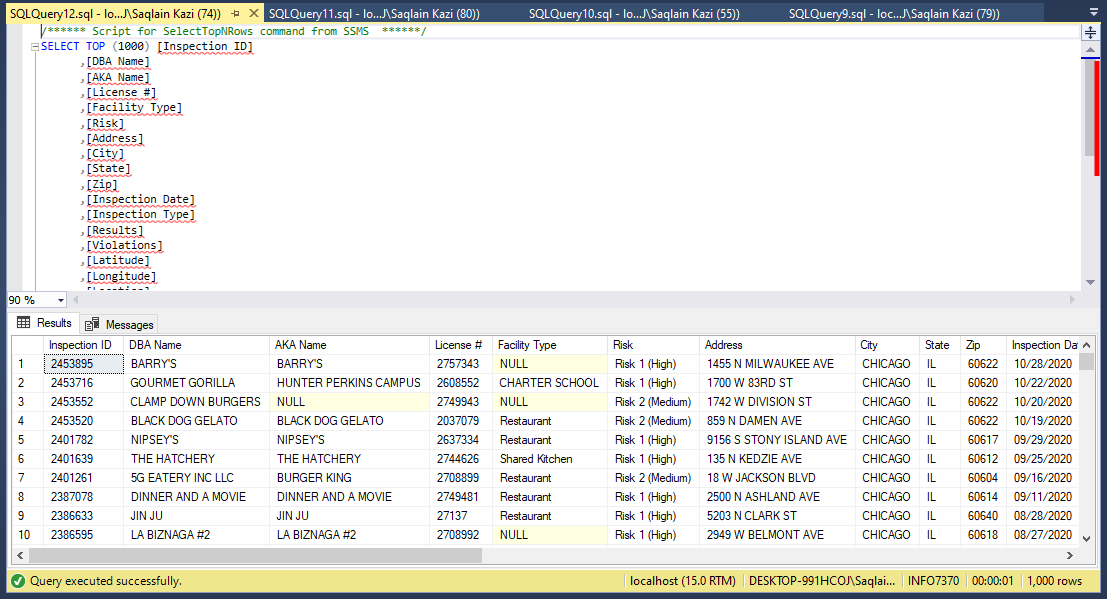 SQLQuery12.sql - lo...J\Saqlain Kazi (74)) SQLQuery11.sql - lo...J\Saqlain Kazi (80)) SQLQuery10.sql - lo...J\Saqlain Kazi (55)) SQLQuery9.sql - loc...J\Saqlain Kazi (79))
/****** Script for SelectTopNRows command from SSMS  ******/
SELECT TOP (1000) [Inspection ID]
,[DBA Name]
,[AKA Name]
,[License #]
,[Facility Type]
,[Risk]
,[Address]
,[City]
,[State]
,[Zip]
,[Inspection Date]
,[Inspection Type]
,[Results]
,[Violations]
,[Latitude]
,[Longitude]
90 %
Results Messages
Inspection ID DBA Name AKA Name License # Facility Type Risk Address City State Zip Inspection Da
1 2453895 BARRY'S BARRY'S 2757343 NULL Risk 1 (High) 1455 N MILWAUKEE AVE CHICAGO IL 60622 10/28/2020
2 2453716 GOURMET GORILLA HUNTER PERKINS CAMPUS 2608552 CHARTER SCHOOL Risk 1 (High) 1700 W 83RD ST CHICAGO IL 60620 10/22/2020
3 2453552 CLAMP DOWN BURGERS NULL 2749943 NULL Risk 2 (Medium) 1742 W DIVISION ST CHICAGO IL 60622 10/20/2020
4 2453520 BLACK DOG GELATO BLACK DOG GELATO 2037079 Restaurant Risk 2 (Medium) 859 N DAMEN AVE CHICAGO IL 60622 10/19/2020
5 2401782 NIPSEY'S NIPSEY'S 2637334 Restaurant Risk 1 (High) 9156 S STONY ISLAND AVE CHICAGO IL 60617 09/29/2020
6 2401639 THE HATCHERY THE HATCHERY 2744626 Shared Kitchen Risk 1 (High) 135 N KEDZIE AVE CHICAGO IL 60612 09/25/2020
7 2401261 5G EATERY INC LLC BURGER KING 2708899 Restaurant Risk 2 (Medium) 18 W JACKSON BLVD CHICAGO IL 60604 09/16/2020
8 2387078 DINNER AND A MOVIE DINNER AND A MOVIE 2749481 Restaurant Risk 1 (High) 2500 N ASHLAND AVE CHICAGO IL 60614 09/11/2020
9 2386633 JIN JU JIN JU 27137 Restaurant Risk 1 (High) 5203 N CLARK ST CHICAGO IL 60640 08/28/2020
10 2386595 LA BIZNAGA #2 LA BIZNAGA #2 2708992 NULL Risk 1 (High) 2949 W BELMONT AVE CHICAGO IL 60618 08/27/2020
Query executed successfully. localhost (15.0 RTM) DESKTOP-991HCOJ\Saqlai... INFO7370 00:00:01 1,000 rows